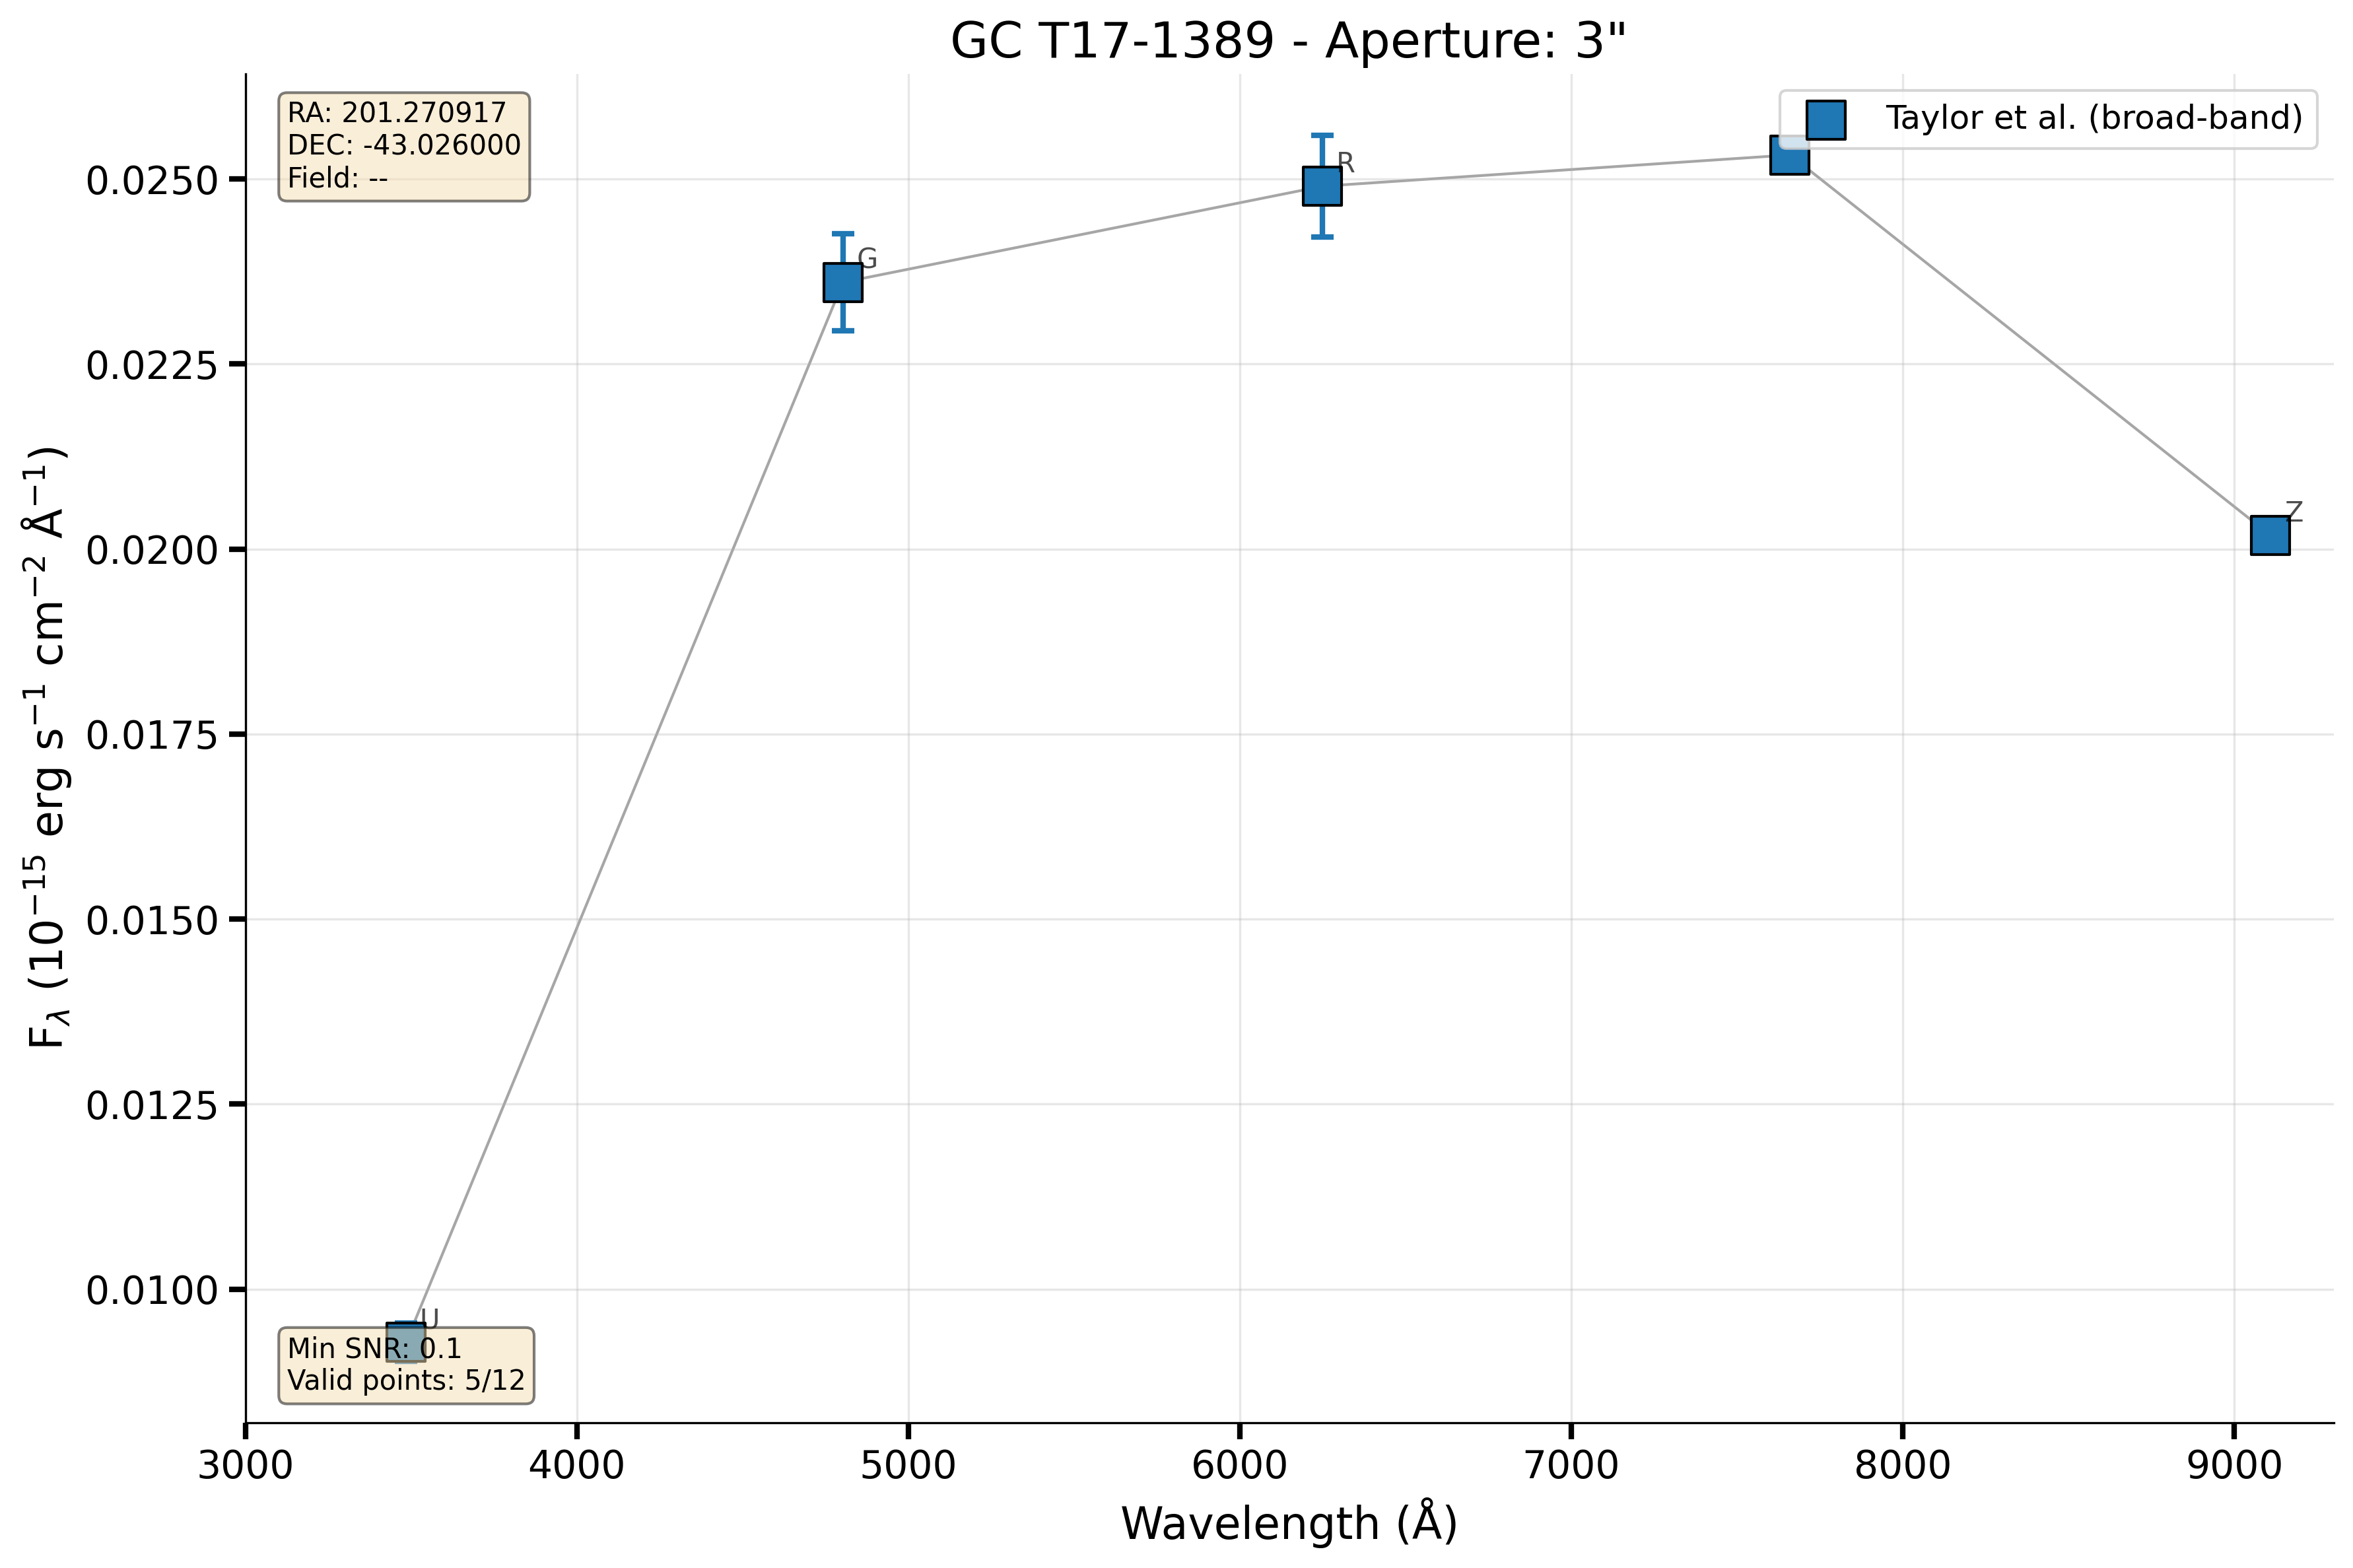 GC T17-1389 - Aperture: 3"
RA: 201.270917
DEC: -43.026000
Field: --
Taylor et al. (broad-band)
R
G
Z
U
Min SNR: 0.1
Valid points: 5/12
0.0250
0.0225
0.0200
0.0175
0.0150
0.0125
0.0100
F_λ (10⁻¹⁵ erg s⁻¹ cm⁻² Å⁻¹)
3000 4000 5000 6000 7000 8000 9000
Wavelength (Å)